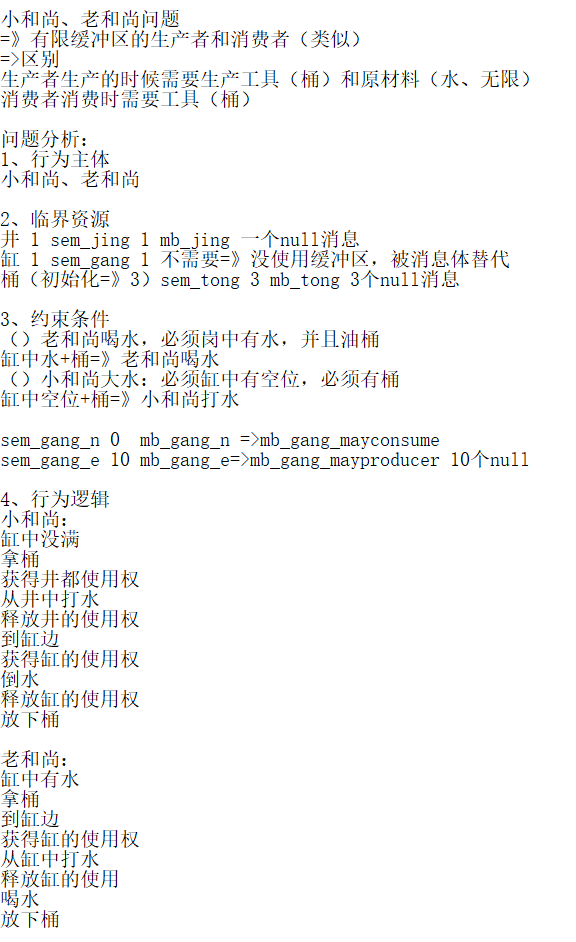 小和尚、老和尚问题
=》有限缓冲区的生产者和消费者（类似）
=>区别
生产者生产的时候需要生产工具（桶）和原材料（水、无限）
消费者消费时需要工具（桶）
问题分析：
1、行为主体
小和尚、老和尚
2、临界资源
井 1 sem_jing 1 mb_jing 一个null消息
缸 1 sem_gang 1 不需要=》没使用缓冲区，被消息体替代
桶（初始化=》3）sem_tong 3 mb_tong 3个null消息
3、约束条件
（）老和尚喝水，必须岗中有水，并且油桶
缸中水+桶=》老和尚喝水
（）小和尚大水：必须缸中有空位，必须有桶
缸中空位+桶=》小和尚打水
sem_gang_n 0  mb_gang_n =>mb_gang_mayconsume
sem_gang_e 10 mb_gang_e=>mb_gang_mayproducer 10个null
4、行为逻辑
小和尚：
缸中没满
拿桶
获得井都使用权
从井中打水
释放井的使用权
到缸边
获得缸的使用权
倒水
释放缸的使用权
放下桶
老和尚：
缸中有水
拿桶
到缸边
获得缸的使用权
从缸中打水
释放缸的使用
喝水
放下桶